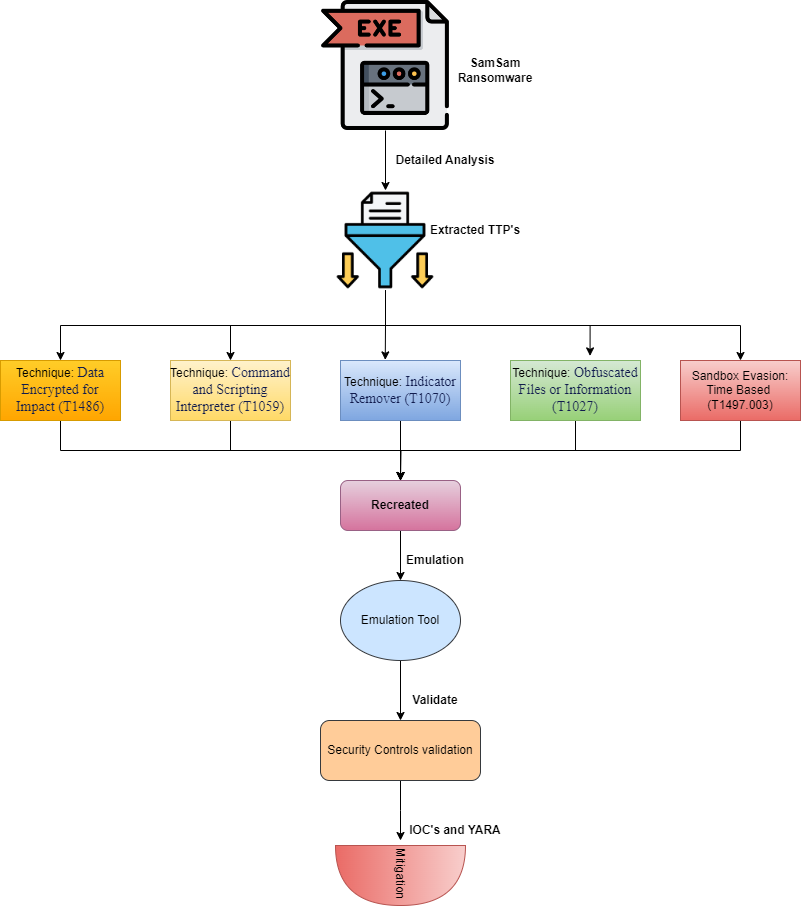 EXE
SamSam
Ransomware
Detailed Analysis
Extracted TTP's
Technique: Data
Encrypted for
Impact (T1486)
Technique: Command
and Scripting
Interpreter (T1059)
Technique: Indicator
Remover (T1070)
Technique: Obfuscated
Files or Information
(T1027)
Sandbox Evasion:
Time Based
(T1497.003)
Recreated
Emulation
Emulation Tool
Validate
Security Controls validation
IOC's and YARA
Mitigation